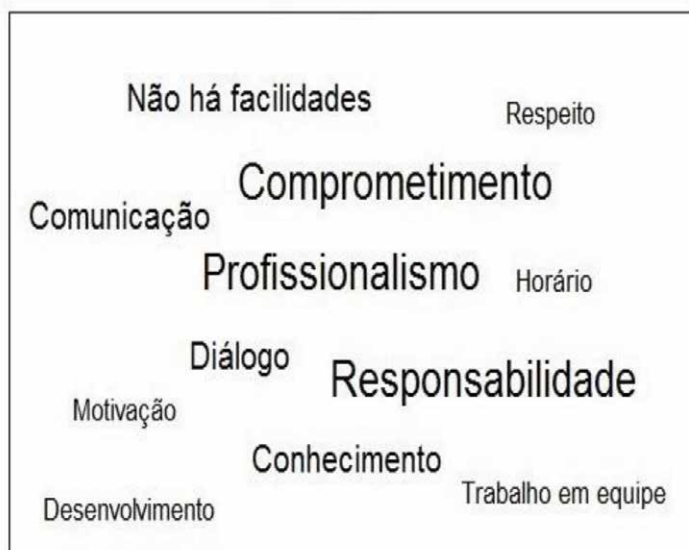 Não há facilidades
Respeito
Comprometimento
Comunicação
Profissionalismo
Horário
Diálogo
Responsabilidade
Motivação
Conhecimento
Trabalho em equipe
Desenvolvimento